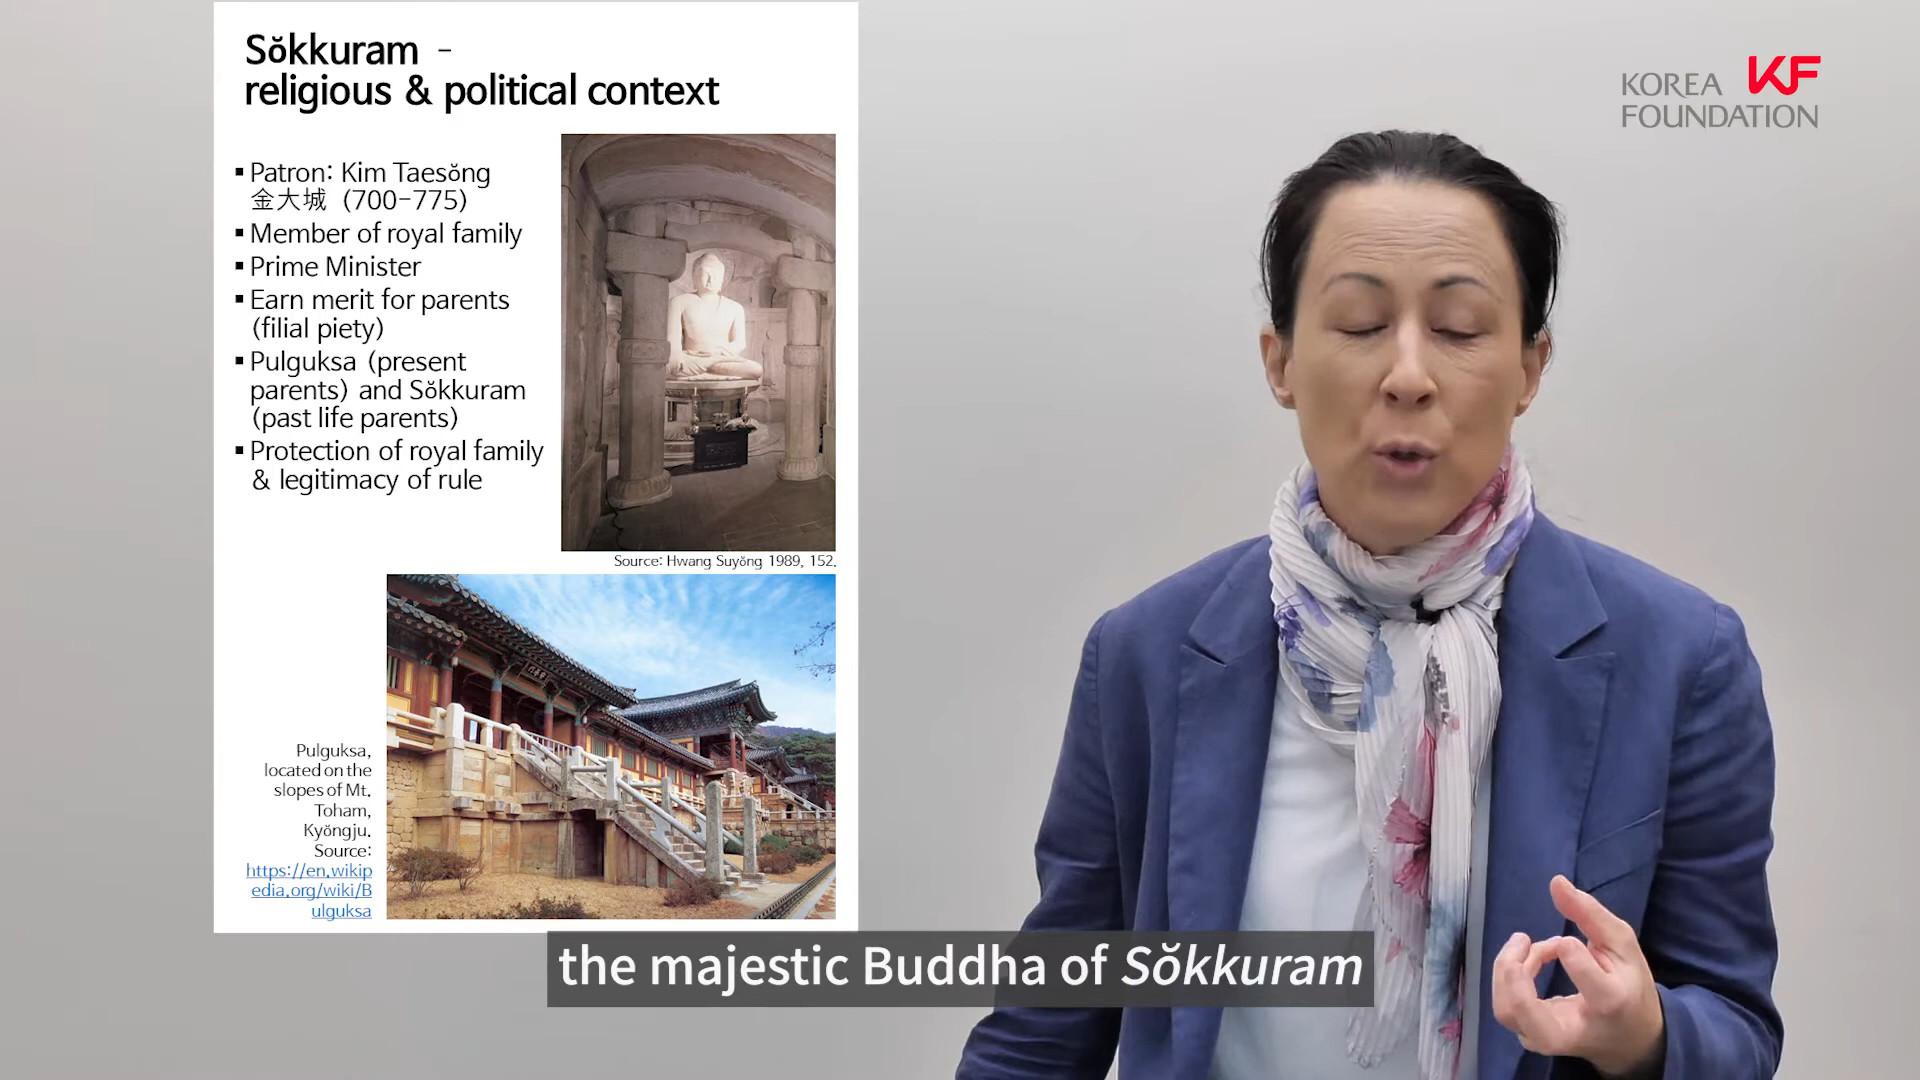 Sŏkkuram -
religious & political context
▪ Patron: Kim Taesŏng
金大城 (700-775)
▪ Member of royal family
▪ Prime Minister
▪ Earn merit for parents
(filial piety)
▪ Pulguksa (present
parents) and Sŏkkuram
(past life parents)
▪ Protection of royal family
& legitimacy of rule
Source: Hwang Suyŏng 1989, 152.
Pulguksa,
located on the
slopes of Mt.
Toham,
Kyŏngju.
Source:
https://en.wikip
edia.org/wiki/B
ulguksa
KOREA KF
FOUNDATION
the majestic Buddha of Sŏkkuram